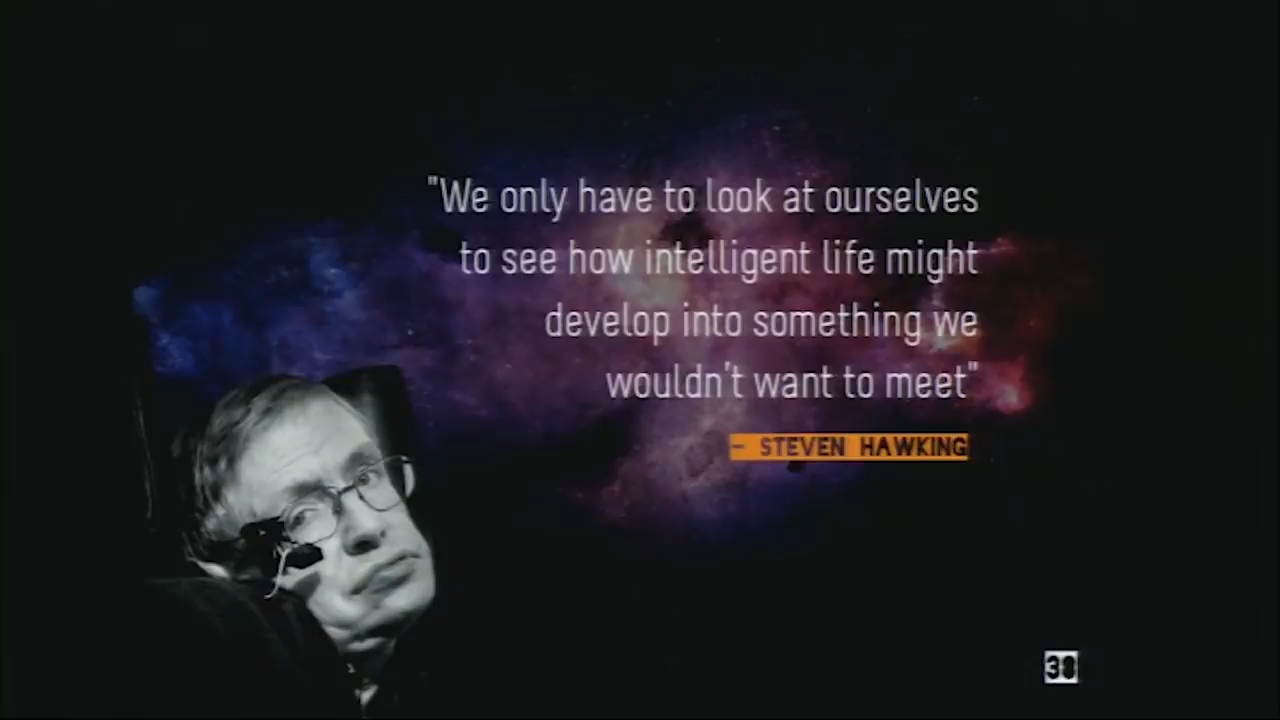 "We only have to look at ourselves
to see how intelligent life might
develop into something we
wouldn't want to meet"
- STEVEN HAWKING
38